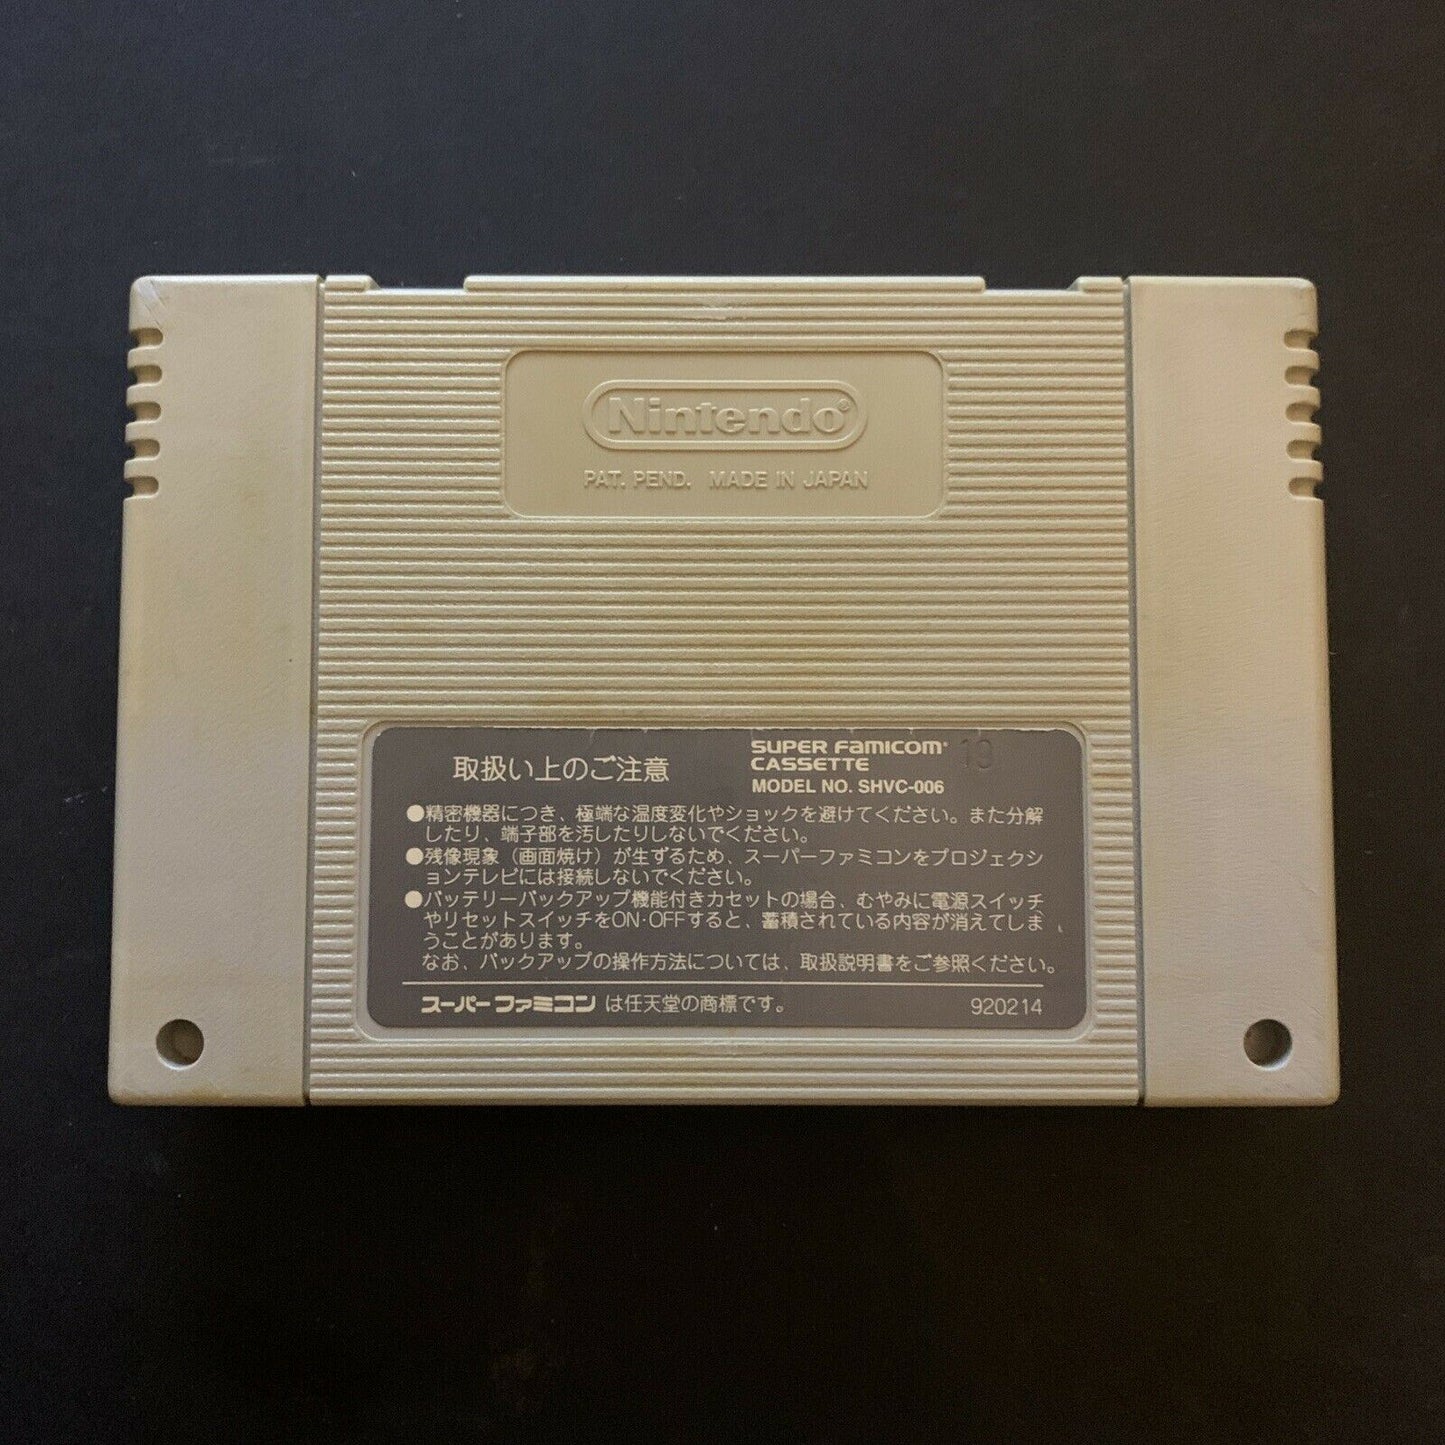 Nintendo®
PAT. PEND. MADE IN JAPAN
取扱い上のご注意
SUPER FAMICOM® 19
CASSETTE
MODEL NO. SHVC-006
●精密機器につき、極端な温度変化やショックを避けてください。また分解
したり、端子部を汚したりしないでください。
●残像現象（画面焼け）が生ずるため、スーパーファミコンをプロジェクシ
ョンテレビには接続しないでください。
●バッテリーバックアップ機能付きカセットの場合、むやみに電源スイッチ
やリセットスイッチをON·OFFすると、蓄積されている内容が消えてしま
うことがあります。
なお、バックアップの操作方法については、取扱説明書をご参照ください。
スーパーファミコンは任天堂の商標です。 920214